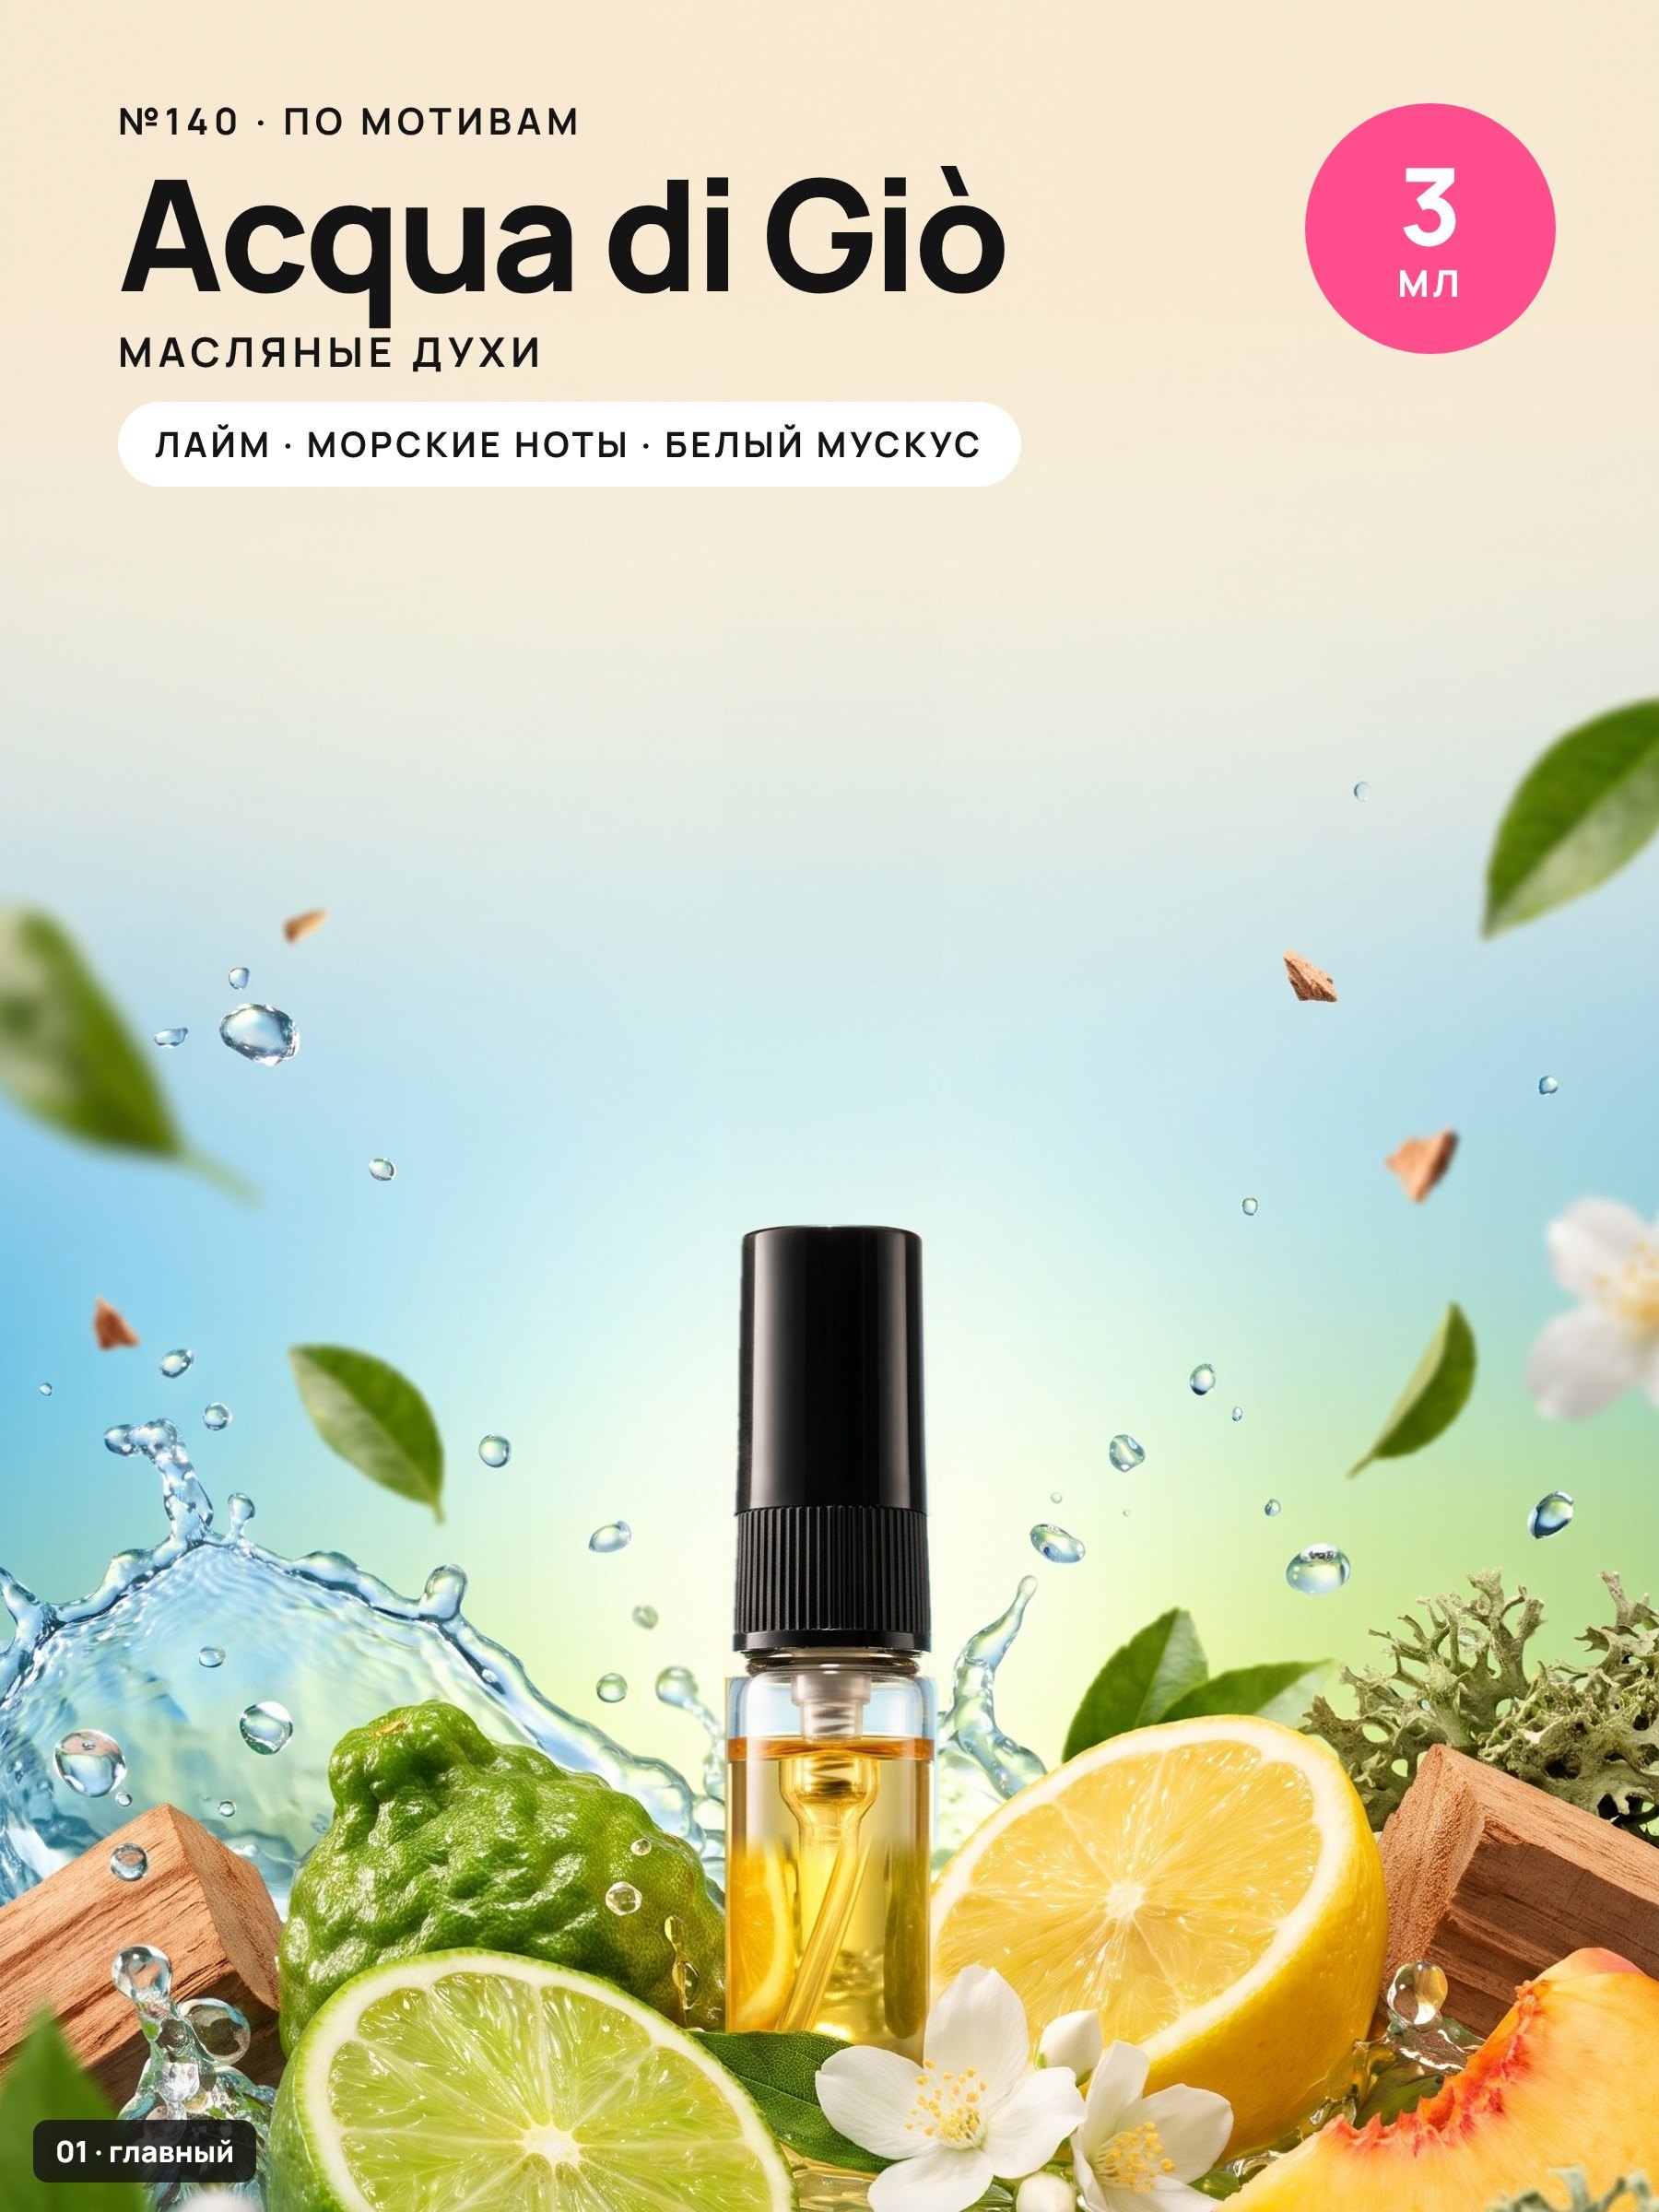 №140 · ПО МОТИВАМ
Acqua di Giò
МАСЛЯНЫЕ ДУХИ
ЛАЙМ · МОРСКИЕ НОТЫ · БЕЛЫЙ МУСКУС
3
МЛ
01 · главный